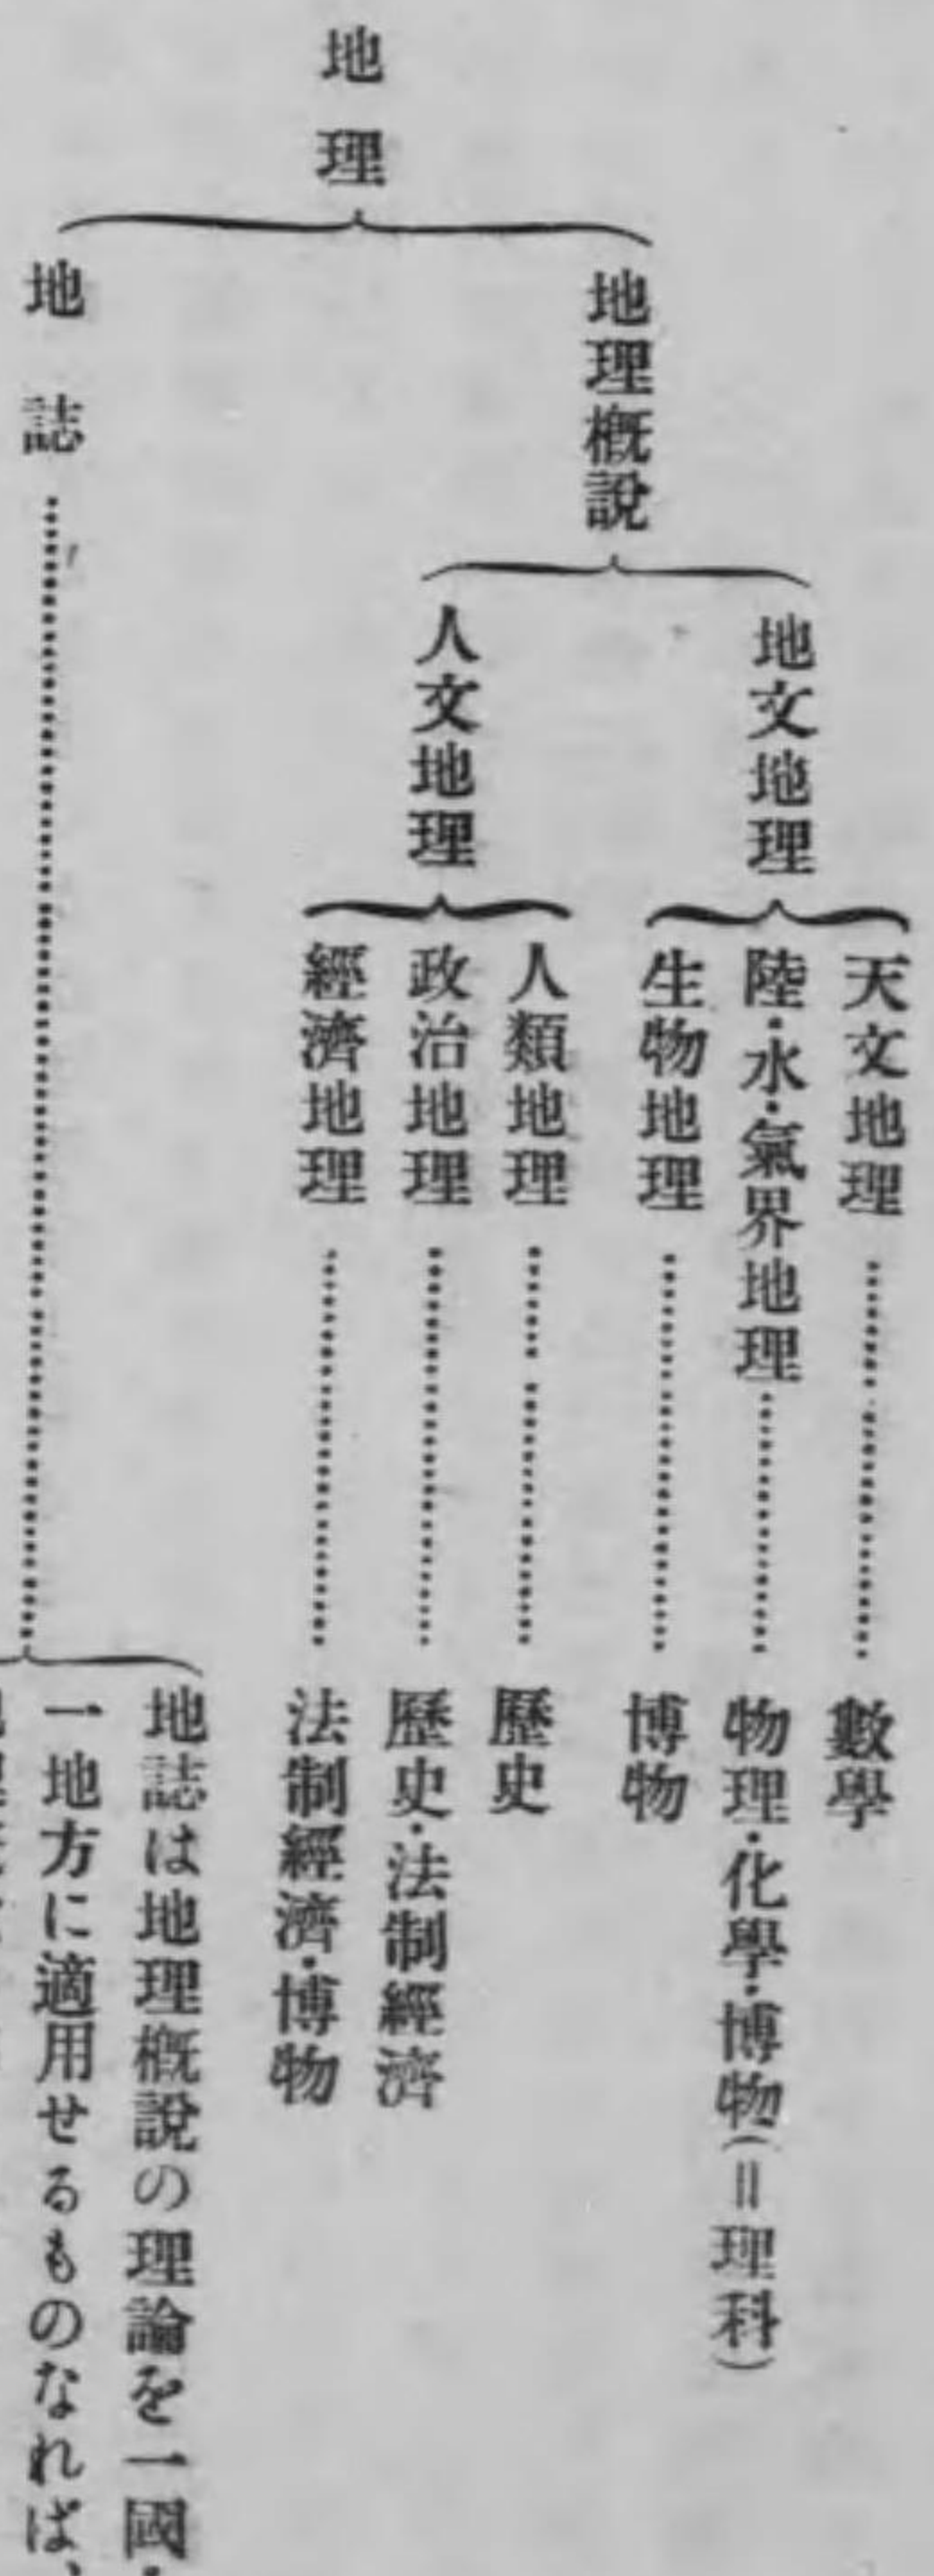 地理
地理概說
地文地理
天文地理………數學
陸·水·氣界地理………物理·化學·博物(＝理科)
生物地理………博物
人文地理
人類地理………歷史
政治地理………歷史·法制經濟
經濟地理………法制經濟·博物
地誌………
地誌は地理概說の理論を一國·
一地方に適用せるものなれば、